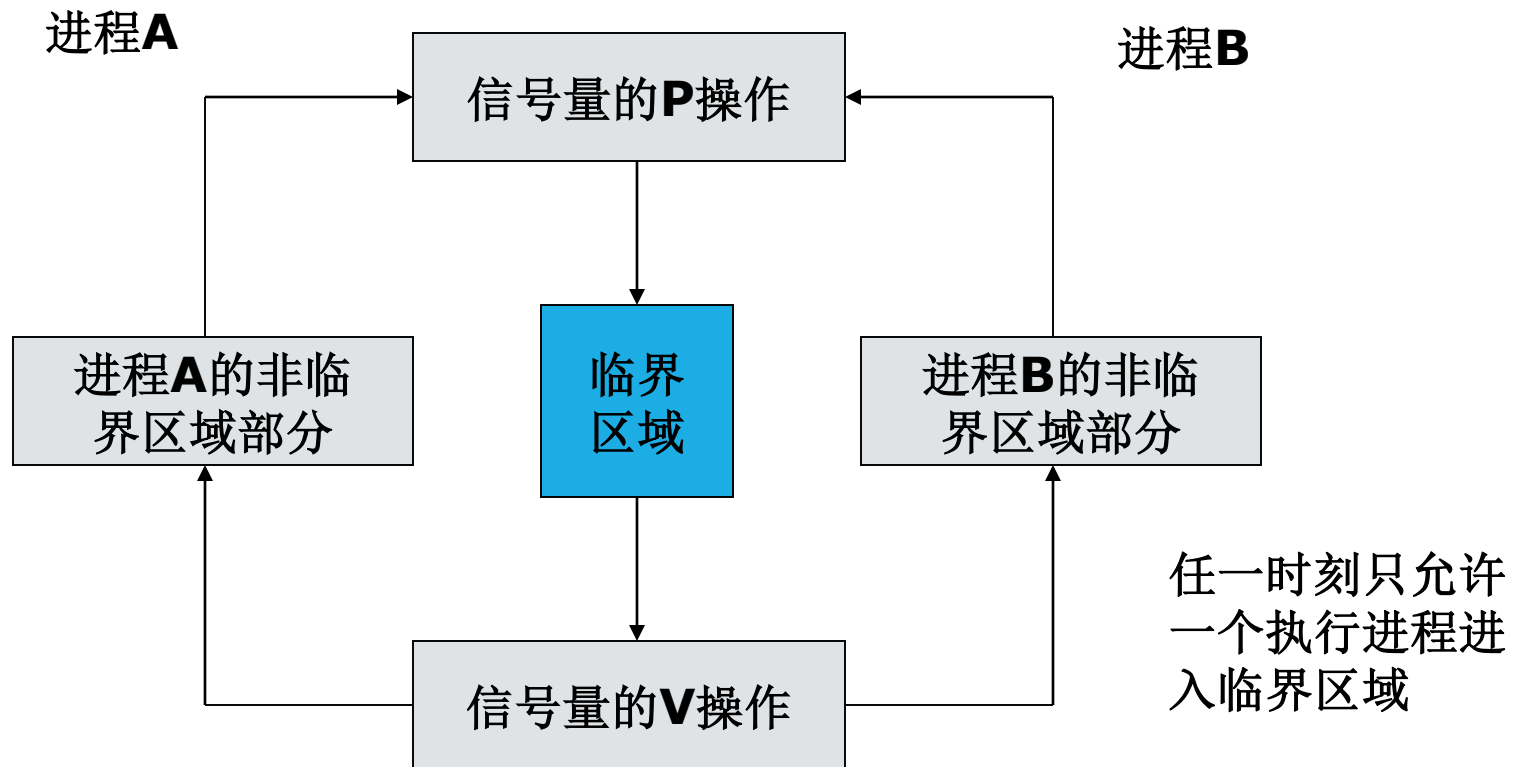 进程A
进程B
信号量的P操作
进程A的非临
界区域部分
临界
区域
进程B的非临
界区域部分
任一时刻只允许
一个执行进程进
入临界区域
信号量的V操作